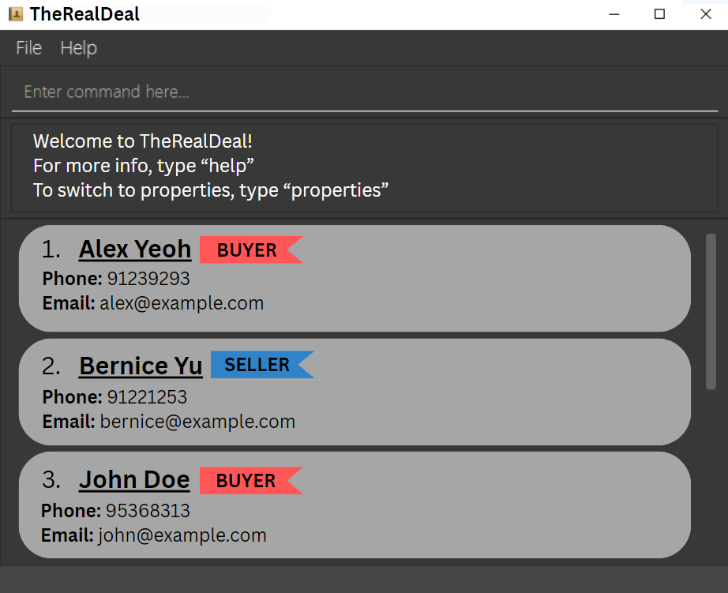 TheRealDeal
File Help
Enter command here...
Welcome to TheRealDeal!
For more info, type “help”
To switch to properties, type “properties”
1. Alex Yeoh BUYER
Phone: 91239293
Email: alex@example.com
2. Bernice Yu SELLER
Phone: 91221253
Email: bernice@example.com
3. John Doe BUYER
Phone: 95368313
Email: john@example.com